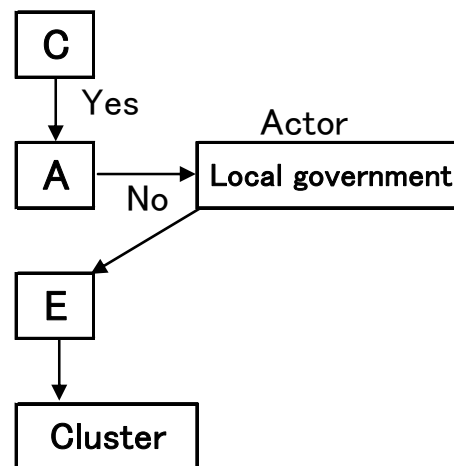 C
Yes
Actor
A
No
Local government
E
Cluster